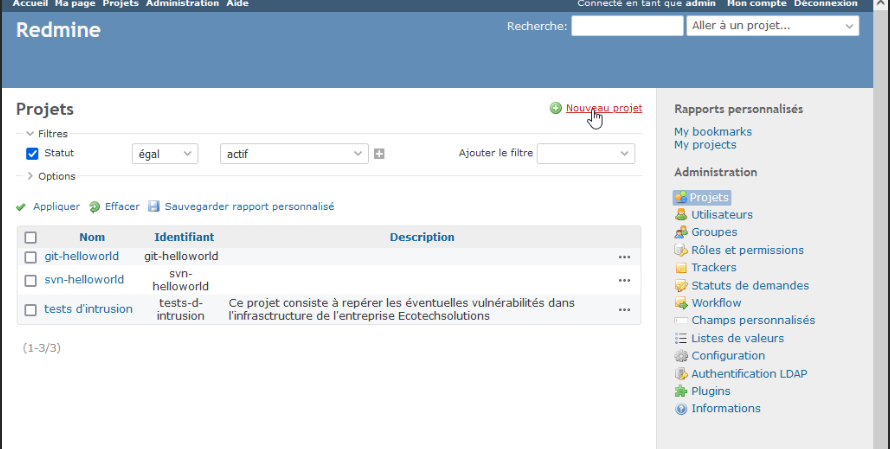 Accueil Ma page Projets Administration Aide Connecté en tant que admin Mon compte Déconnexion
Redmine
Recherche: Aller à un projet...
Projets
Nouveau projet
Filtres
Statut égal actif Ajouter le filtre
Options
Appliquer Effacer Sauvegarder rapport personnalisé
Nom Identifiant Description
git-helloworld git-helloworld ...
svn-helloworld svn-
helloworld ...
tests d'intrusion tests-d-
intrusion Ce projet consiste à repérer les éventuelles vulnérabilités dans
l'infrasctructure de l'entreprise Ecotechsolutions ...
(1-3/3)
Rapports personnalisés
My bookmarks
My projects
Administration
Projets
Utilisateurs
Groupes
Rôles et permissions
Trackers
Statuts de demandes
Workflow
Champs personnalisés
Listes de valeurs
Configuration
Authentification LDAP
Plugins
Informations